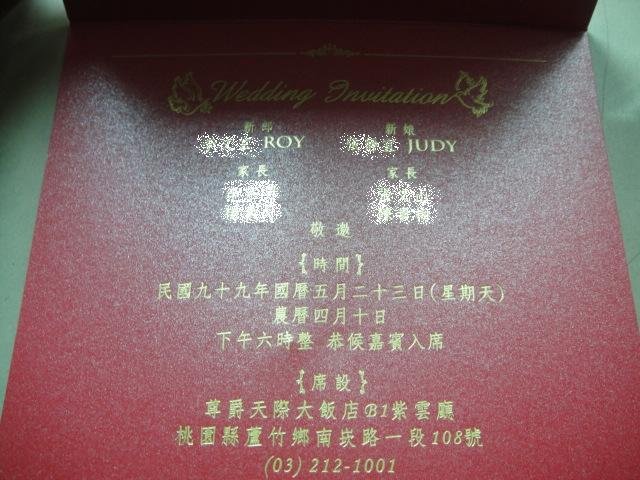 Wedding Invitation
新郎 新娘
ROY JUDY
家長 家長
敬邀
{時間}
民國九十九年國曆五月二十三日(星期天)
農曆四月十日
下午六時整 恭候嘉賓入席
{席設}
尊爵天際大飯店B1紫雲廳
桃園縣蘆竹鄉南崁路一段108號
(03) 212-1001